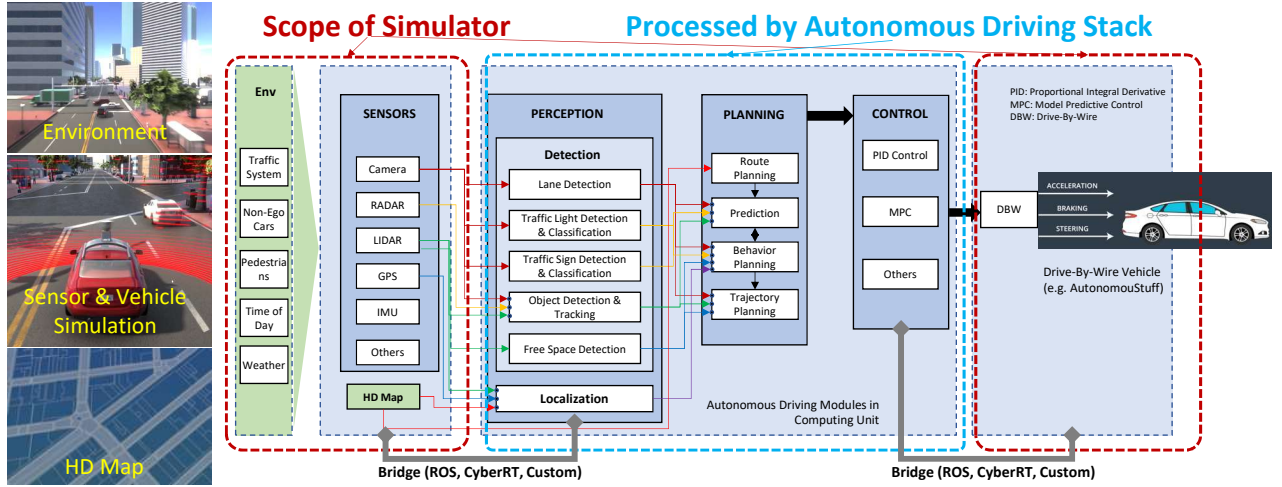 Scope of Simulator
Processed by Autonomous Driving Stack
Environment
Sensor & Vehicle
Simulation
HD Map
Env
Traffic
System
Non-Ego
Cars
Pedestria
ns
Time of
Day
Weather
SENSORS
Camera
RADAR
LIDAR
GPS
IMU
Others
HD Map
PERCEPTION
Detection
Lane Detection
Traffic Light Detection
& Classification
Traffic Sign Detection
& Classification
Object Detection &
Tracking
Free Space Detection
Localization
PLANNING
Route
Planning
Prediction
Behavior
Planning
Trajectory
Planning
CONTROL
PID Control
MPC
Others
Autonomous Driving Modules in
Computing Unit
PID: Proportional Integral Derivative
MPC: Model Predictive Control
DBW: Drive-By-Wire
DBW
ACCELERATION
BRAKING
STEERING
Drive-By-Wire Vehicle
(e.g. AutonomouStuff)
Bridge (ROS, CyberRT, Custom)
Bridge (ROS, CyberRT, Custom)